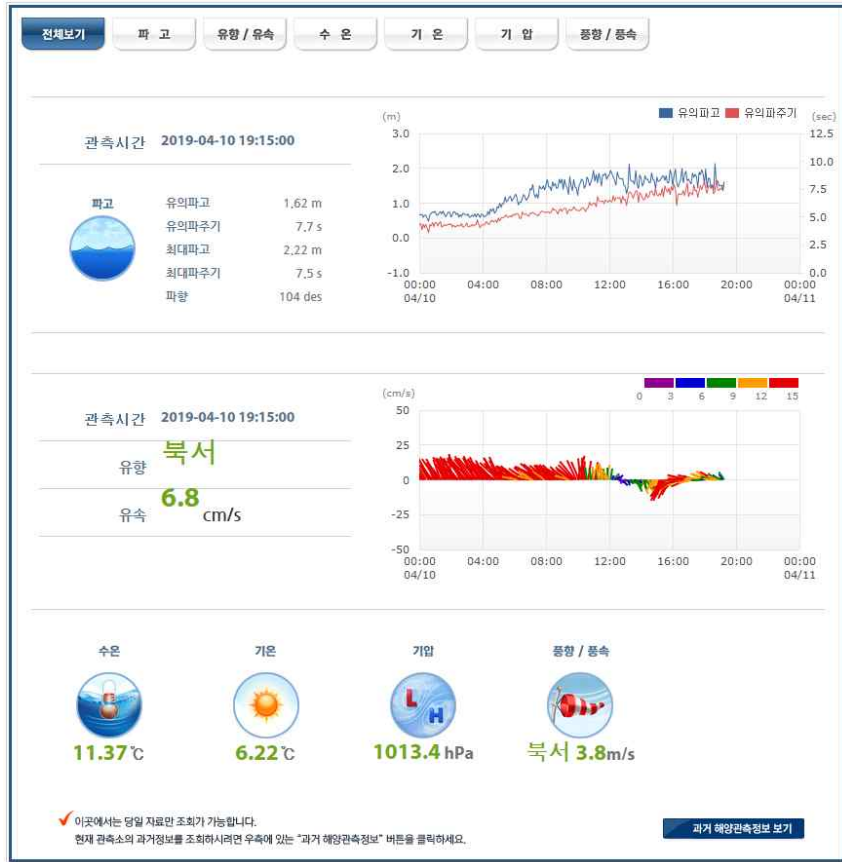 전체보기 파 고 유향 / 유속 수 온 기 온 기 압 풍향 / 풍속
관측시간 2019-04-10 19:15:00
파고
유의파고 1,62 m
유의파주기 7,7 s
최대파고 2,22 m
최대파주기 7,5 s
파향 104 des
(m) 유의파고 유의파주기 (sec)
3.0 12.5
10.0
2.0
7.5
1.0
5.0
0.0
2.5
-1.0 0.0
00:00 04:00 08:00 12:00 16:00 20:00 00:00
04/10 04/11
관측시간 2019-04-10 19:15:00
유향 북서
유속 6.8 cm/s
(cm/s)
0 3 6 9 12 15
50
25
0
-25
-50
00:00 04:00 08:00 12:00 16:00 20:00 00:00
04/10 04/11
수온 기온 기압 풍향 / 풍속
L H
11.37℃ 6.22℃ 1013.4 hPa 북서 3.8m/s
이곳에서는 당일 자료만 조회가 가능합니다.
현재 관측소의 과거정보를 조회하시려면 우측에 있는 “과거 해양관측정보” 버튼을 클릭하세요.
과거 해양관측정보 보기